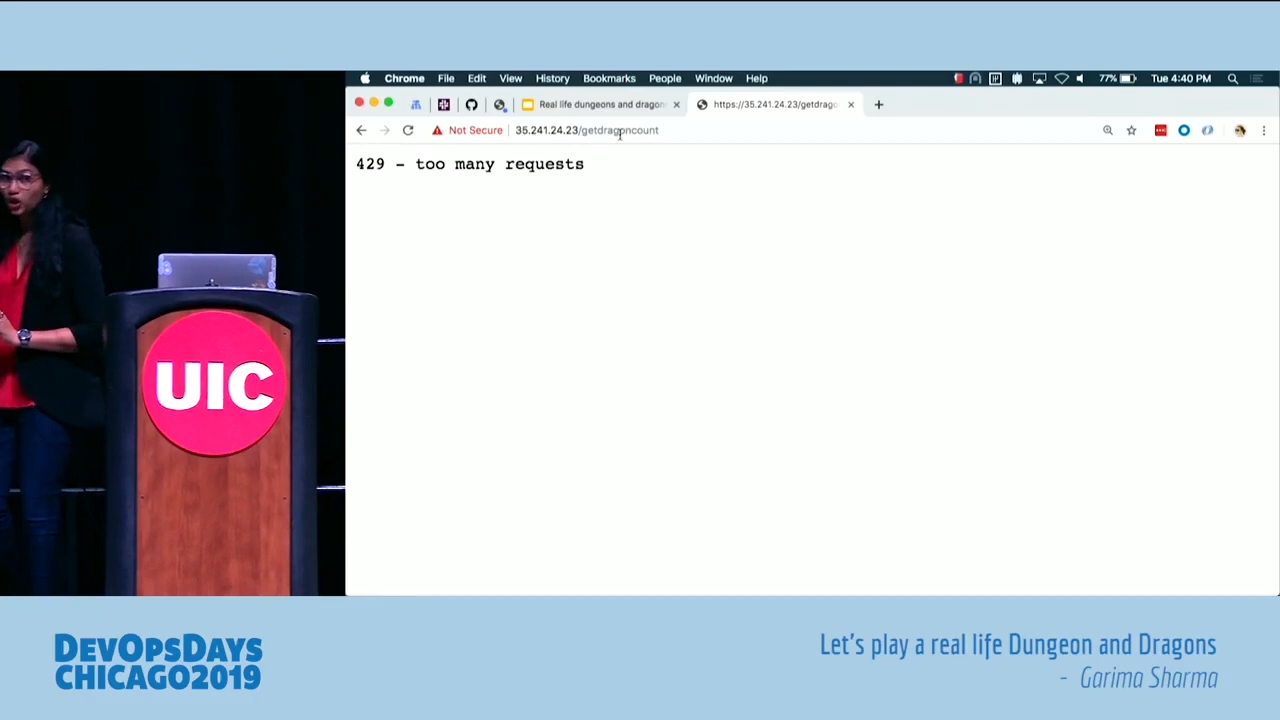 Chrome File Edit View History Bookmarks People Window Help
77% Tue 4:40 PM
Real life dungeons and dragon
https://35.241.24.23/getdrago
Not Secure 35.241.24.23/getdragoncount
429 - too many requests
UIC
DEVOPSDAYS
CHICAGO2019
Let's play a real life Dungeon and Dragons
- Garima Sharma